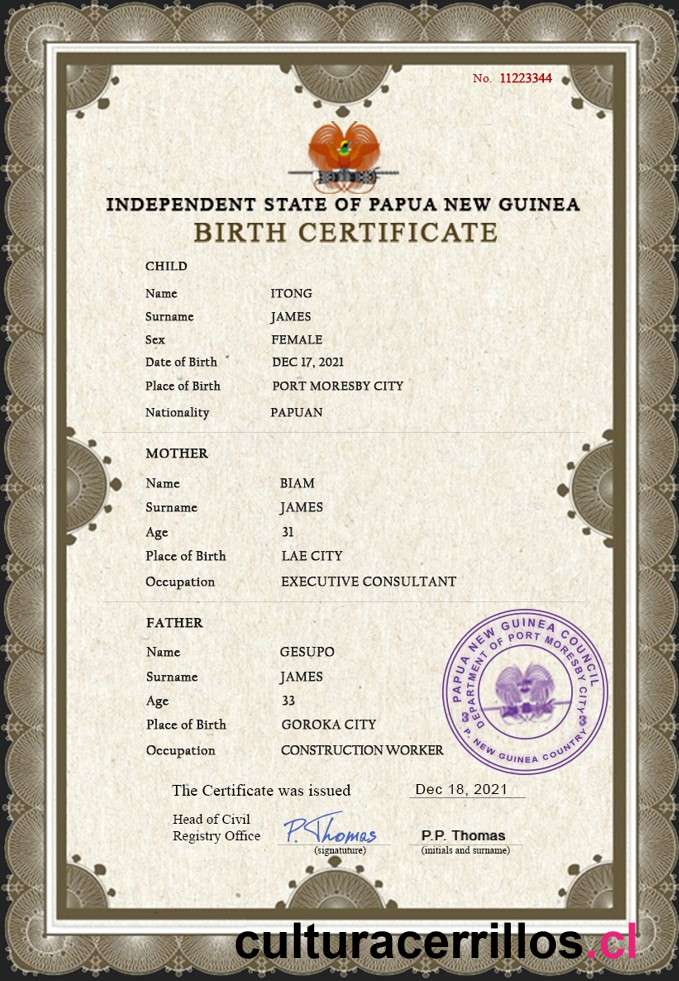 No. 11223344
INDEPENDENT STATE OF PAPUA NEW GUINEA
BIRTH CERTIFICATE
CHILD
Name ITONG
Surname JAMES
Sex FEMALE
Date of Birth DEC 17, 2021
Place of Birth PORT MORESBY CITY
Nationality PAPUAN
MOTHER
Name BIAM
Surname JAMES
Age 31
Place of Birth LAE CITY
Occupation EXECUTIVE CONSULTANT
FATHER
Name GESUPO
Surname JAMES
Age 33
Place of Birth GOROKA CITY
Occupation CONSTRUCTION WORKER
PAPUA NEW GUINEA COUNCIL
DEPARTMENT OF PORT MORESBY CITY
P. NEW GUINEA COUNTRY
The Certificate was issued Dec 18, 2021
Head of Civil
Registry Office P.Thomas P.P. Thomas
(signatuture) (initials and surname)
culturacerrillos.cl